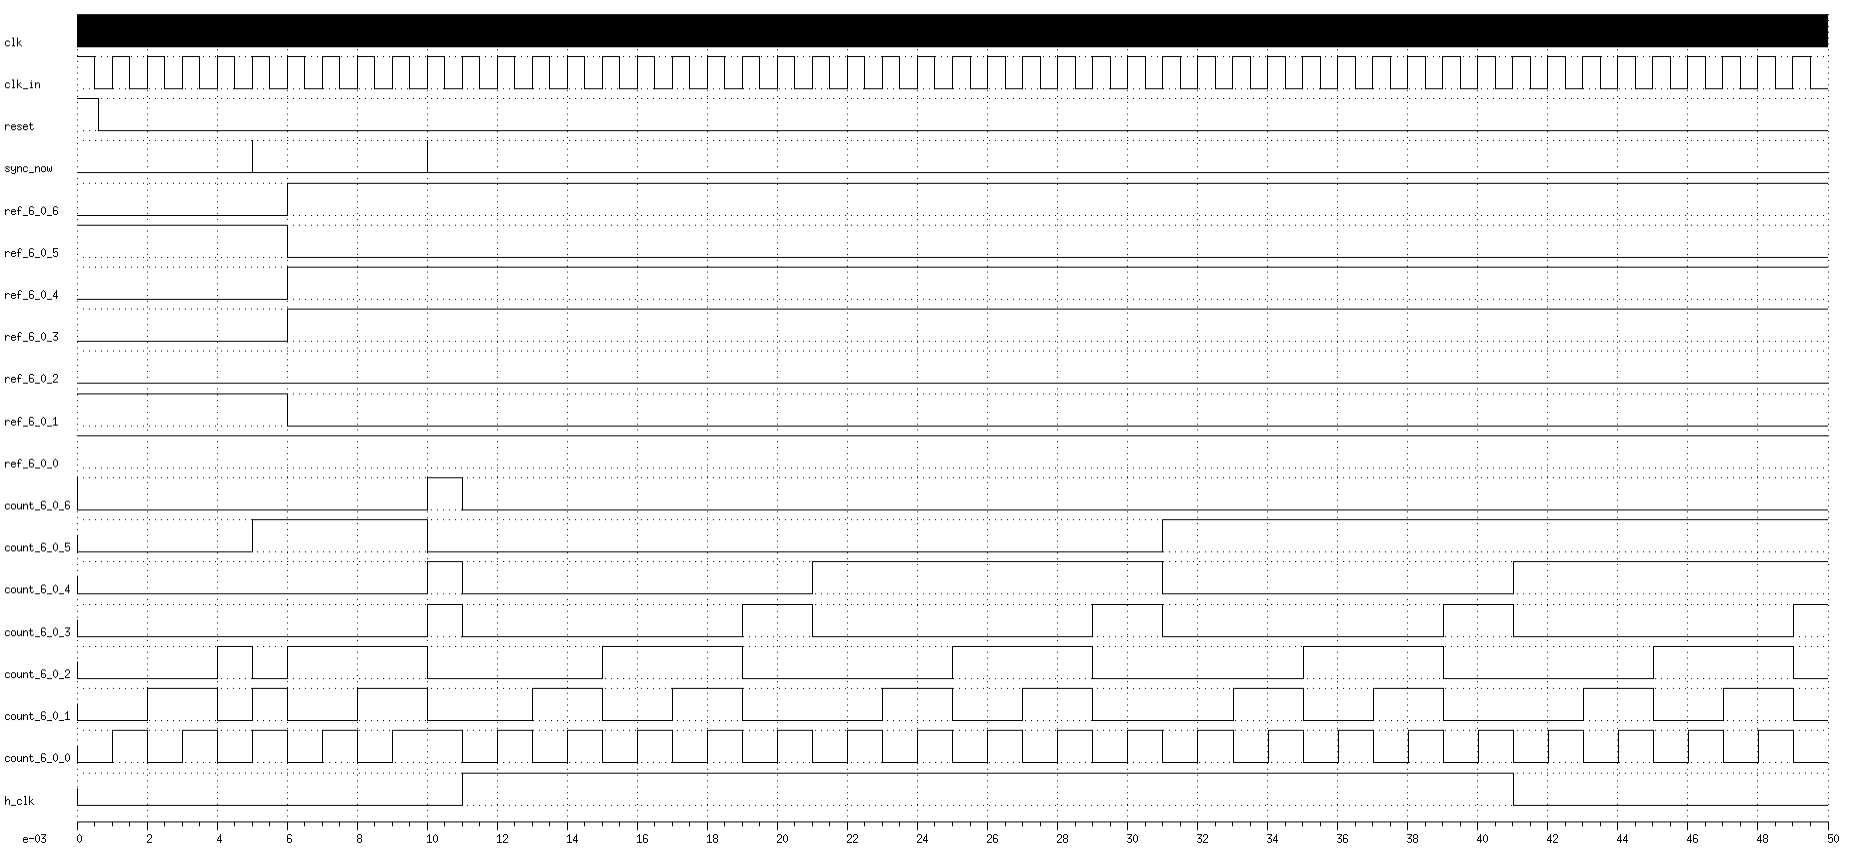 clk
clk_in
reset
sync_now
ref_6_0_6
ref_6_0_5
ref_6_0_4
ref_6_0_3
ref_6_0_2
ref_6_0_1
ref_6_0_0
count_6_0_6
count_6_0_5
count_6_0_4
count_6_0_3
count_6_0_2
count_6_0_1
count_6_0_0
h_clk
e-03 0 2 4 6 8 10 12 14 16 18 20 22 24 26 28 30 32 34 36 38 40 42 44 46 48 50